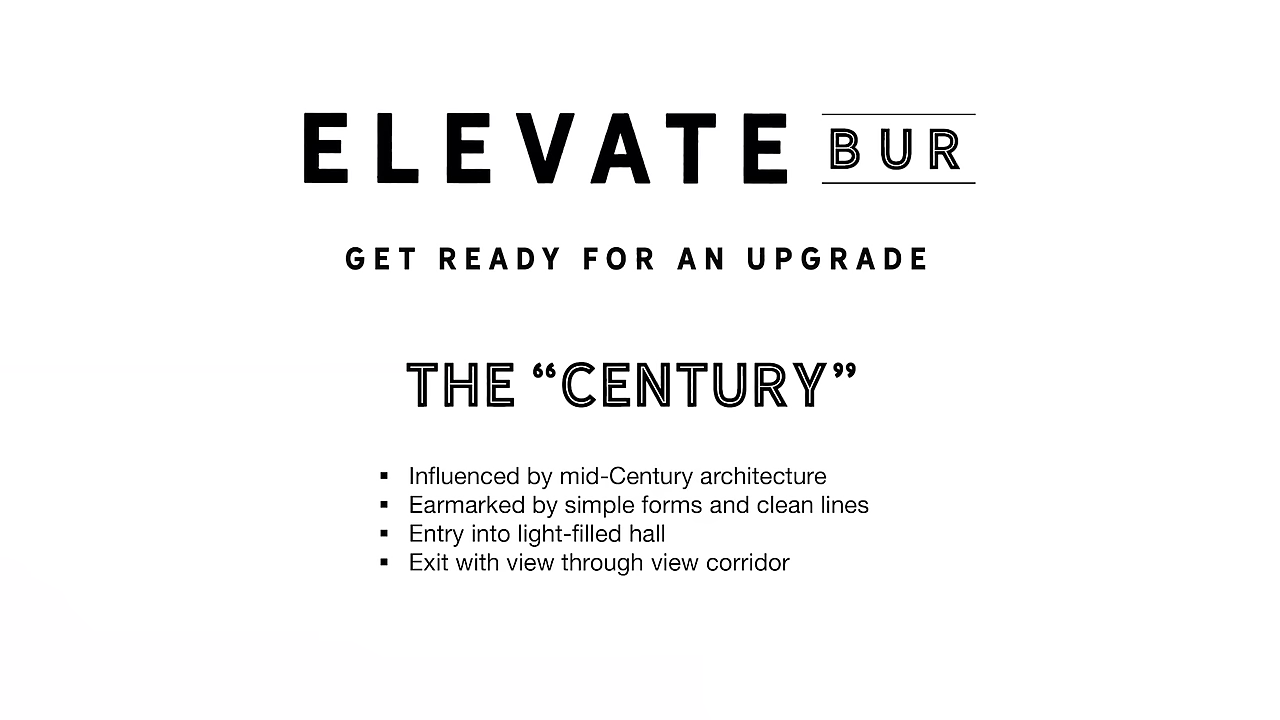 ELEVATE BUR
GET READY FOR AN UPGRADE
THE “CENTURY”
▪ Influenced by mid-Century architecture
▪ Earmarked by simple forms and clean lines
▪ Entry into light-filled hall
▪ Exit with view through view corridor